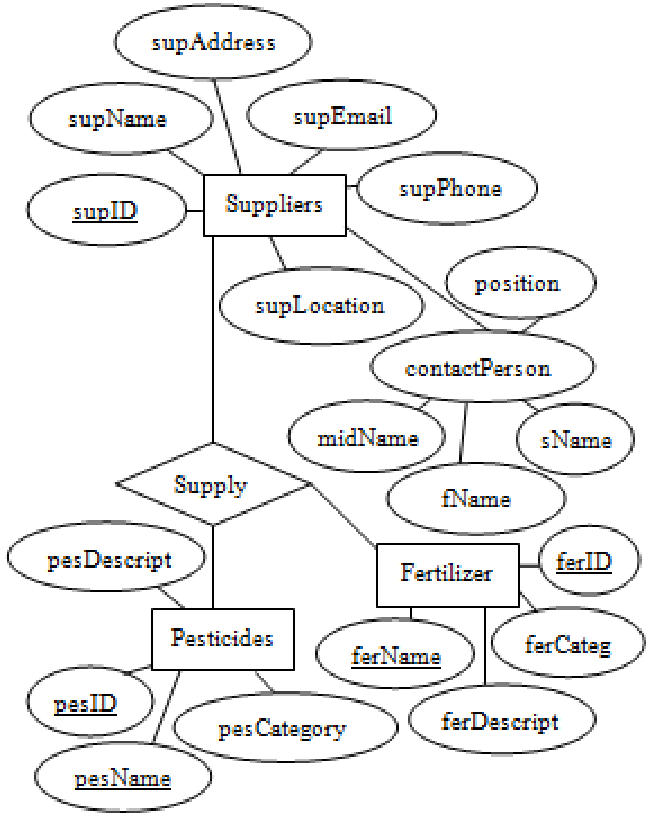 supAddress
supName
supEmail
supPhone
supID
Suppliers
supLocation
position
contactPerson
midName
sName
fName
Supply
pesDescript
Fertilizer
ferID
Pesticides
ferName
ferCateg
pesID
pesCategory
ferDescript
pesName